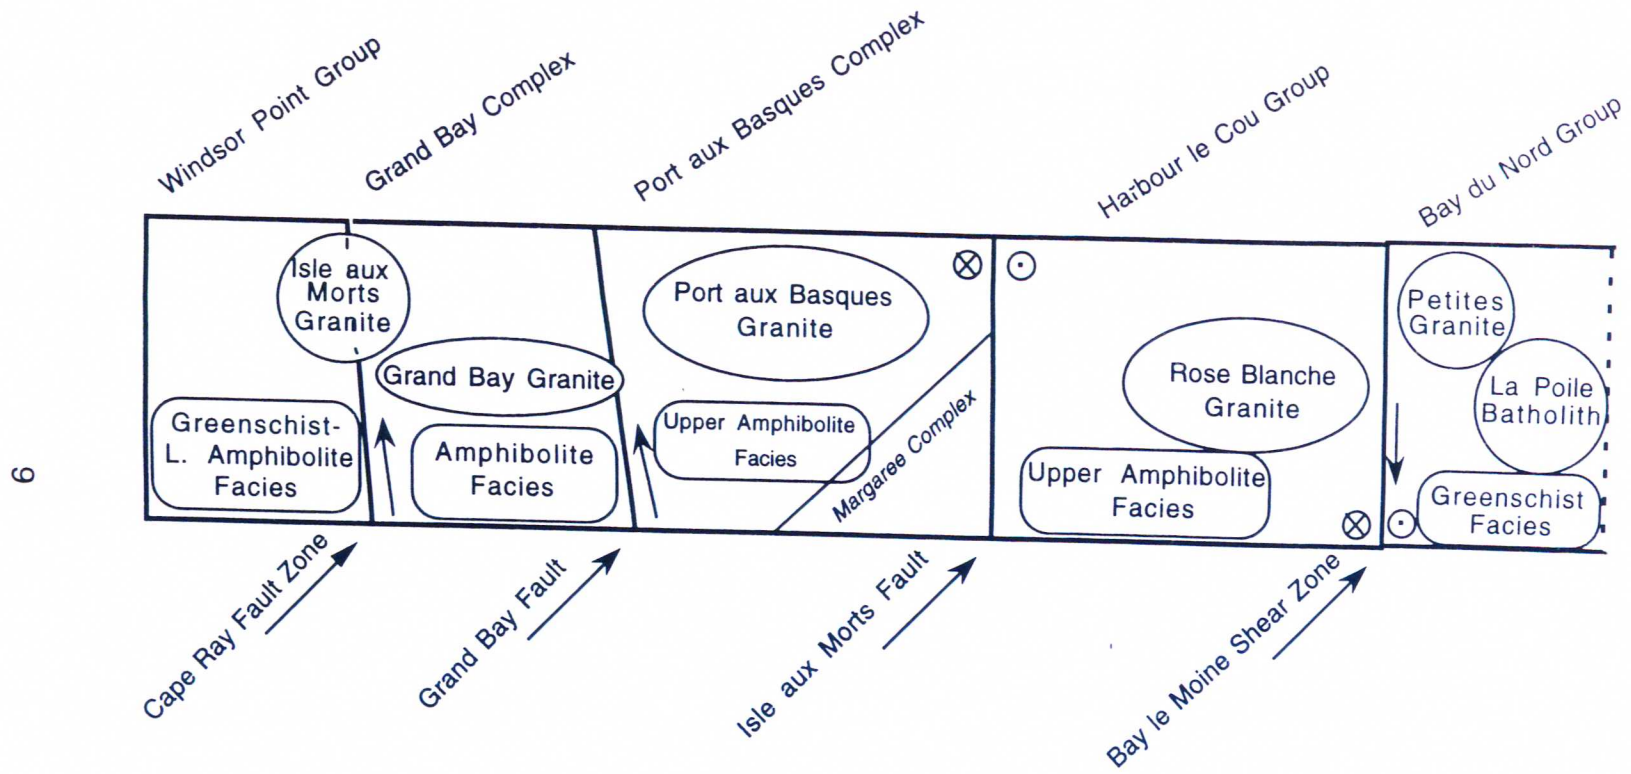 Windsor Point Group
Grand Bay Complex
Port aux Basques Complex
Harbour le Cou Group
Bay du Nord Group
Isle aux
Morts
Granite
Grand Bay Granite
Port aux Basques
Granite
Rose Blanche
Granite
Petites
Granite
La Poile
Batholith
Greenschist-
L. Amphibolite
Facies
Amphibolite
Facies
Upper Amphibolite
Facies
Margaree Complex
Upper Amphibolite
Facies
Greenschist
Facies
Cape Ray Fault Zone
Grand Bay Fault
Isle aux Morts Fault
Bay le Moine Shear Zone
9